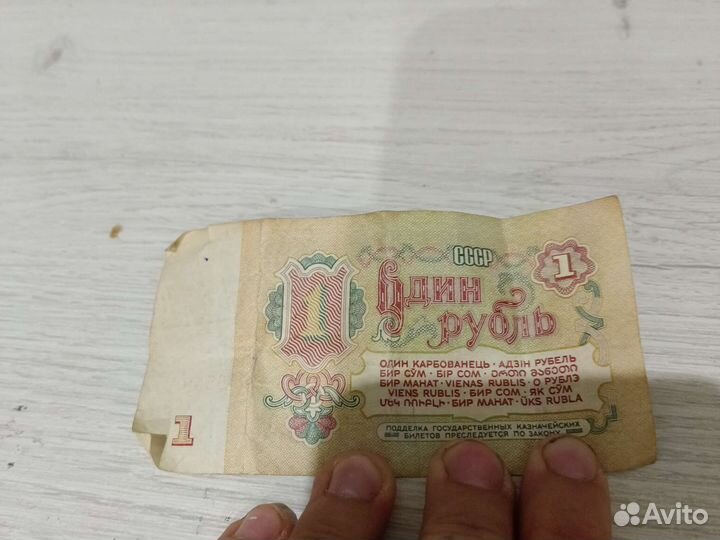 СССР
1
1
Один
рубль
ОДИН КАРБОВАНЕЦЬ · АДЗІН РУБЕЛЬ
БИР СЎМ · БІР СОМ · ᲔᲠᲗᲘ ᲛᲐᲜᲔᲗᲘ
БИР МАНАТ · VIENAS RUBLIS · О РУБЛЭ
VIENS RUBLIS · БИР СОМ · ЯК СЎМ
ՄԵԿ ՌՈՒԲԼԻ · БИР МАНАТ · ÜKS RUBLA
ПОДДЕЛКА ГОСУДАРСТВЕННЫХ КАЗНАЧЕЙСКИХ
БИЛЕТОВ ПРЕСЛЕДУЕТСЯ ПО ЗАКОНУ
1
Avito